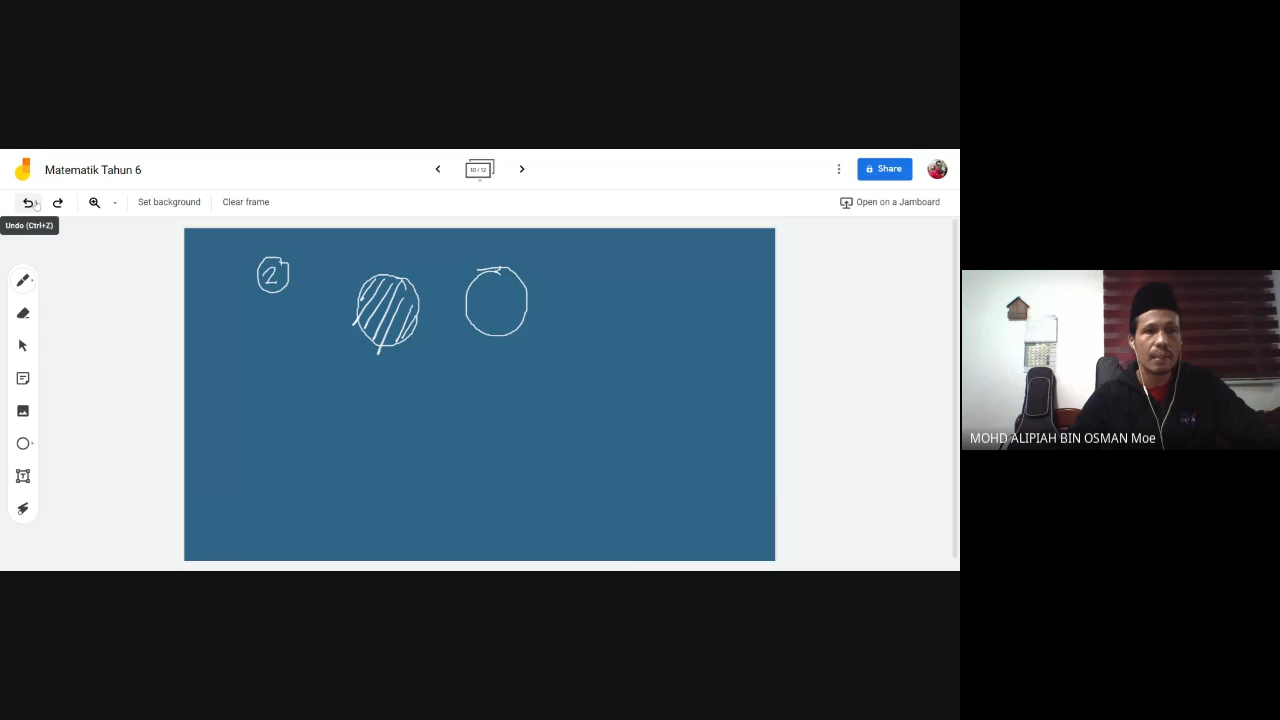 Matematik Tahun 6
10 / 12
Share
Set background
Clear frame
Open on a Jamboard
Undo (Ctrl+Z)
2
MOHD ALIPIAH BIN OSMAN Moe